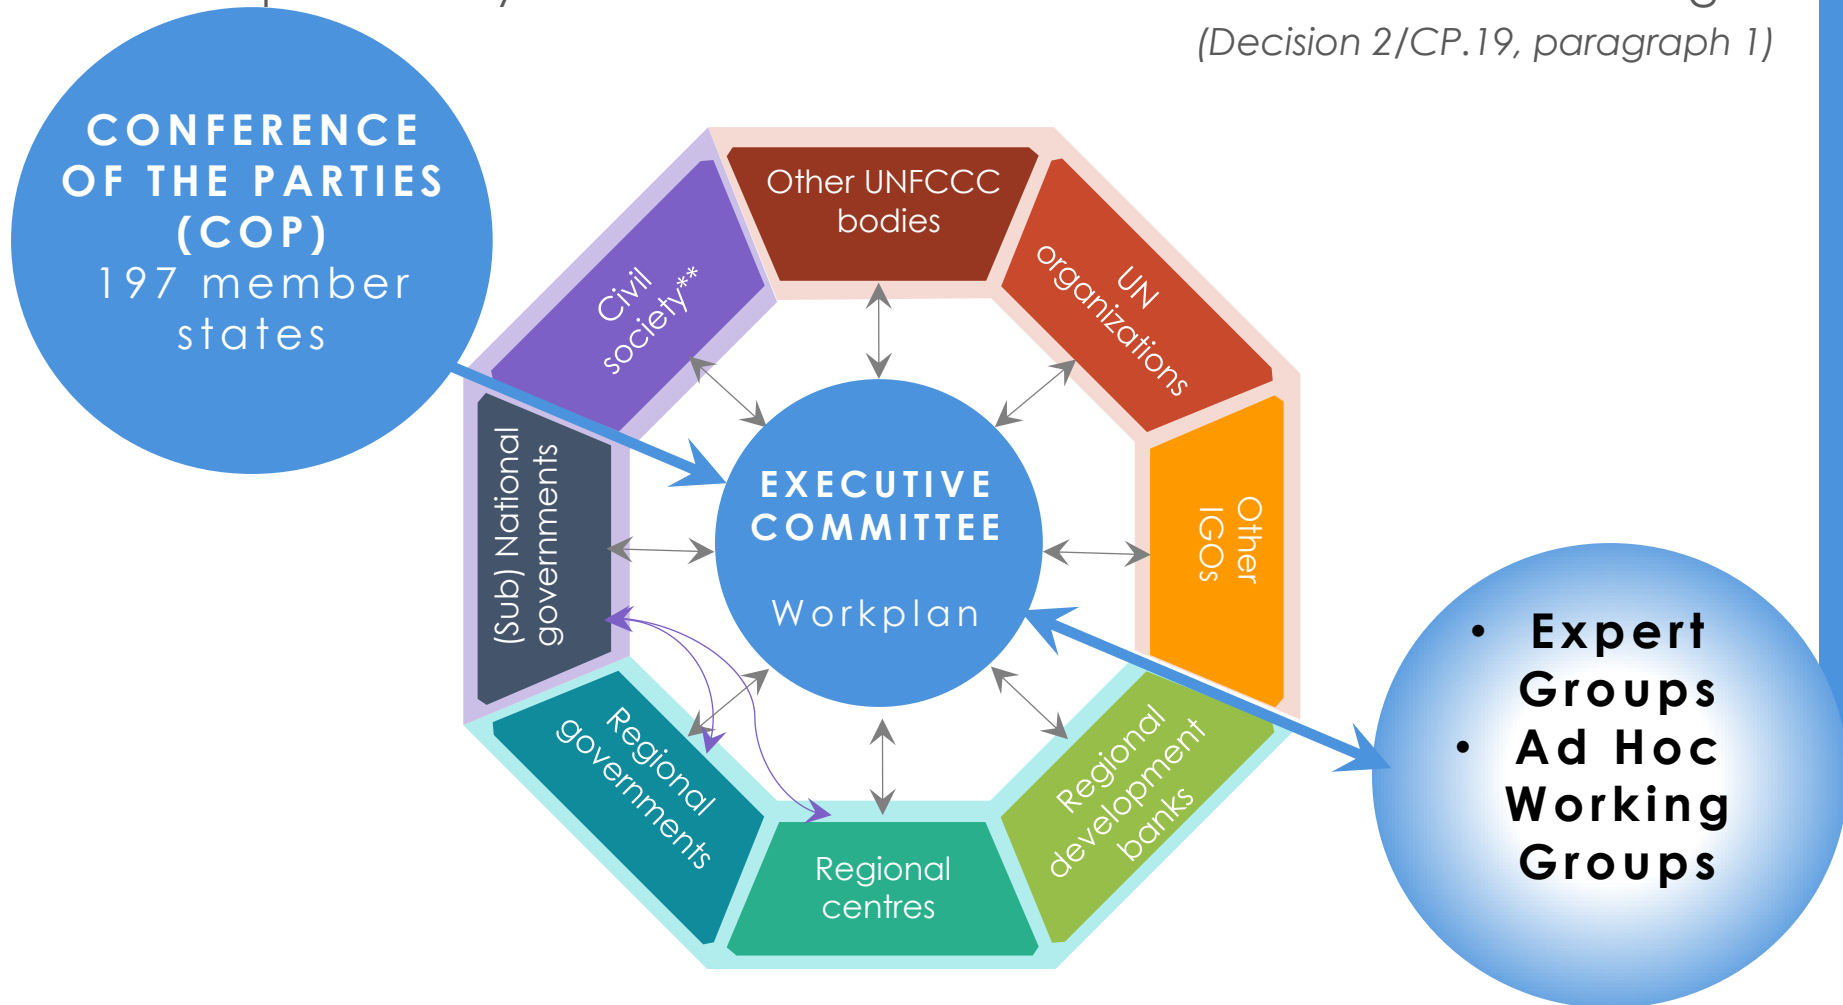 (Decision 2/CP.19, paragraph 1)
CONFERENCE
OF THE PARTIES
(COP)
197 member
states
Other UNFCCC
bodies
UN
organizations
Other
IGOs
Regional
development
banks
Regional
centres
Regional
governments
(Sub) National
governments
Civil
society**
EXECUTIVE
COMMITTEE
Workplan
• Expert
Groups
• Ad Hoc
Working
Groups